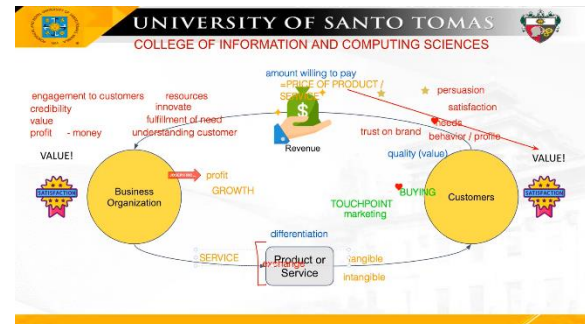 UNIVERSITY OF SANTO TOMAS
COLLEGE OF INFORMATION AND COMPUTING SCIENCES
amount willing to pay
=PRICE OF PRODUCT /
SERVICE
persuasion
engagement to customers
resources
credibility
innovate
satisfaction
value
fulfillment of need
needs
profit - money
understanding customer
trust on brand
behavior / profile
Revenue
VALUE!
quality (value)
VALUE!
SATISFACTION
Business
Organization
profit
GROWTH
BUYING
Customers
SATISFACTION
TOUCHPOINT
marketing
differentiation
SERVICE
exchange
Product or
Service
tangible
intangible